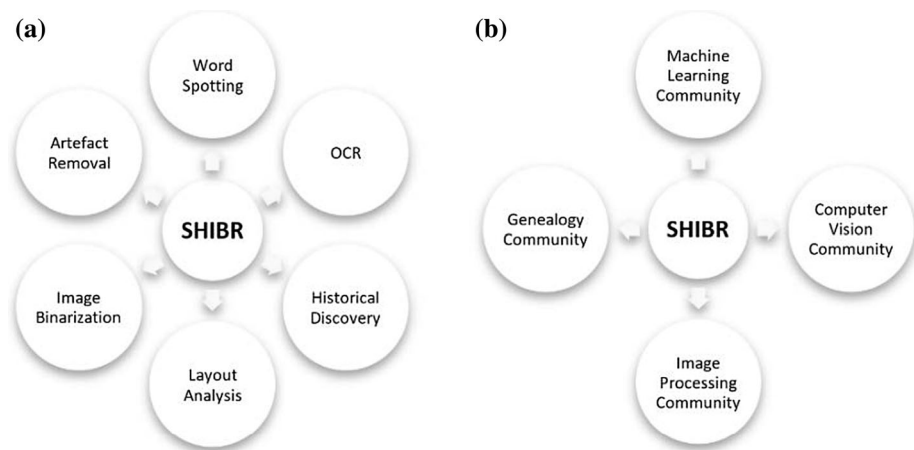 (a)
Word
Spotting
Artefact
Removal
OCR
SHIBR
Image
Binarization
Historical
Discovery
Layout
Analysis
(b)
Machine
Learning
Community
Genealogy
Community
SHIBR
Computer
Vision
Community
Image
Processing
Community